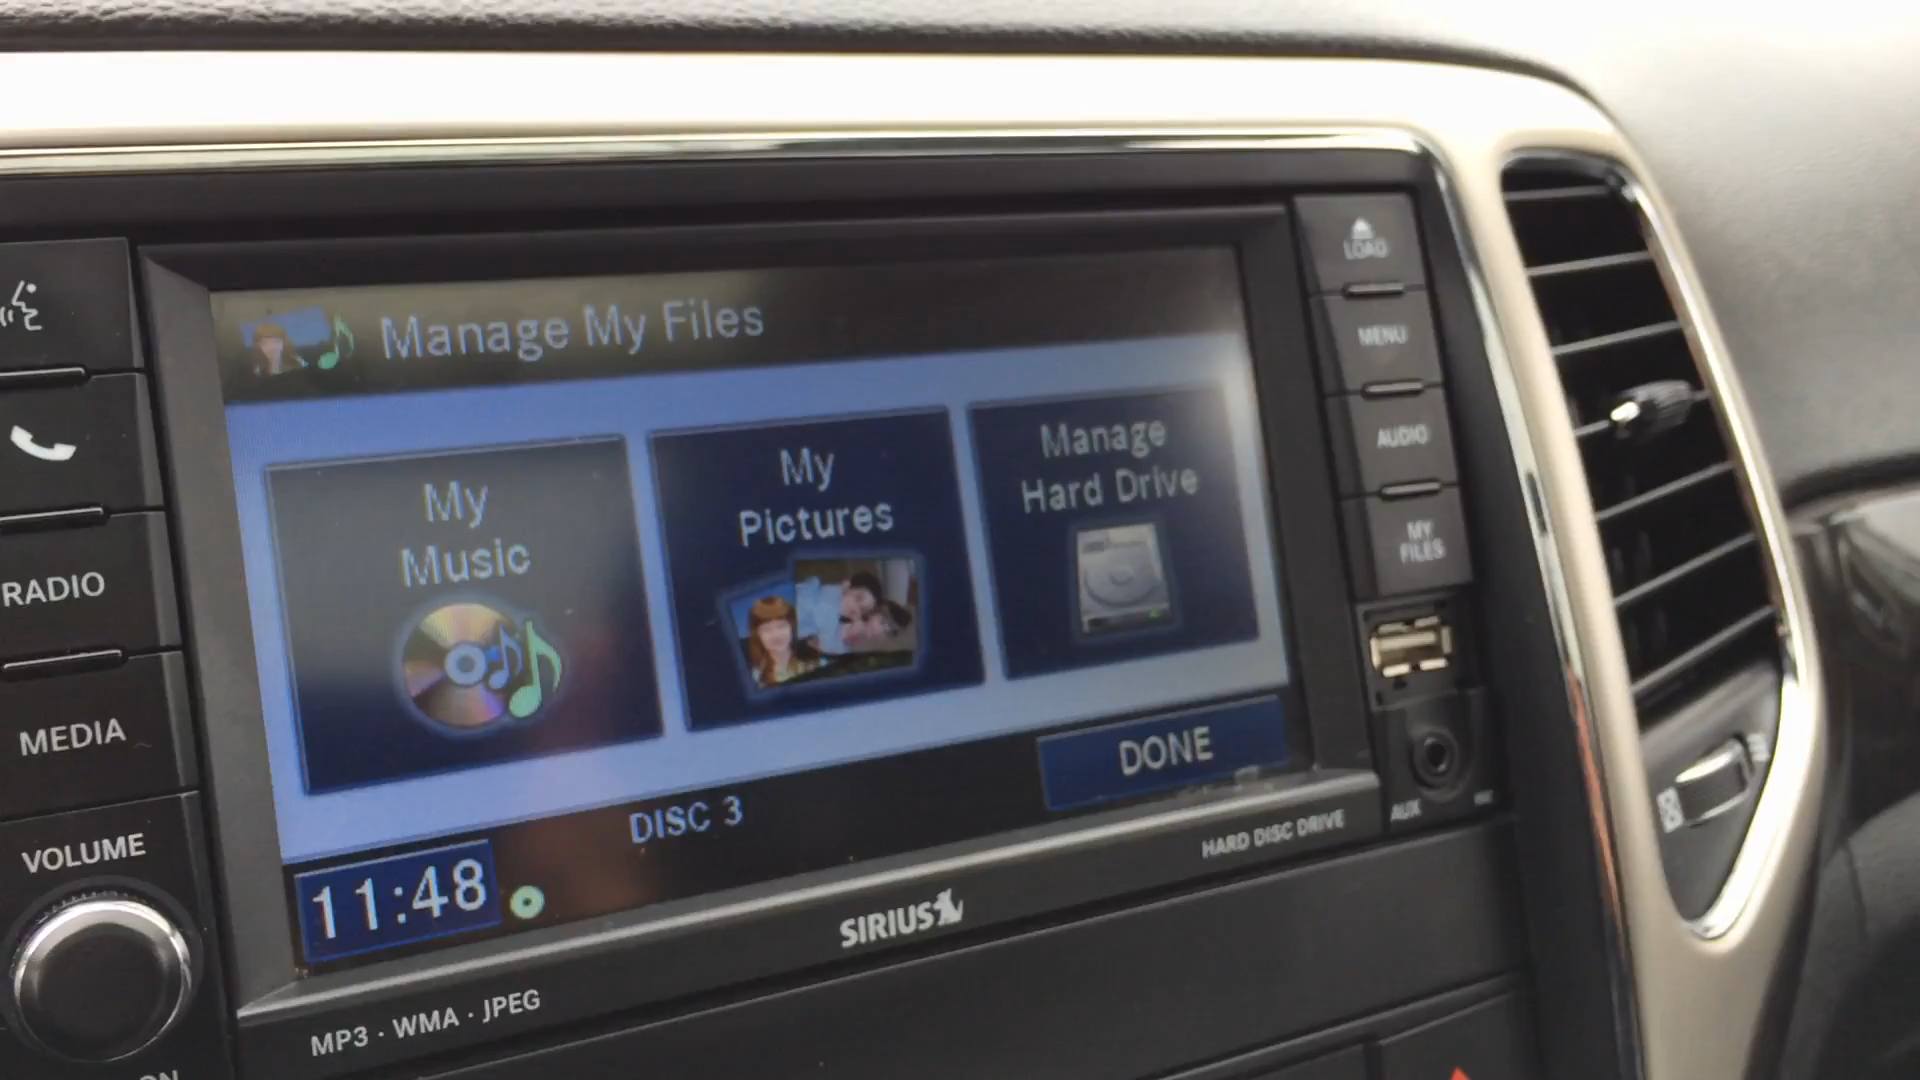 LOAD
MENU
AUDIO
MY
FILES
RADIO
MEDIA
VOLUME
Manage My Files
My
Music
My
Pictures
Manage
Hard Drive
DONE
DISC 3
11:48
HARD DISC DRIVE
AUX
SIRIUS
MP3 · WMA · JPEG